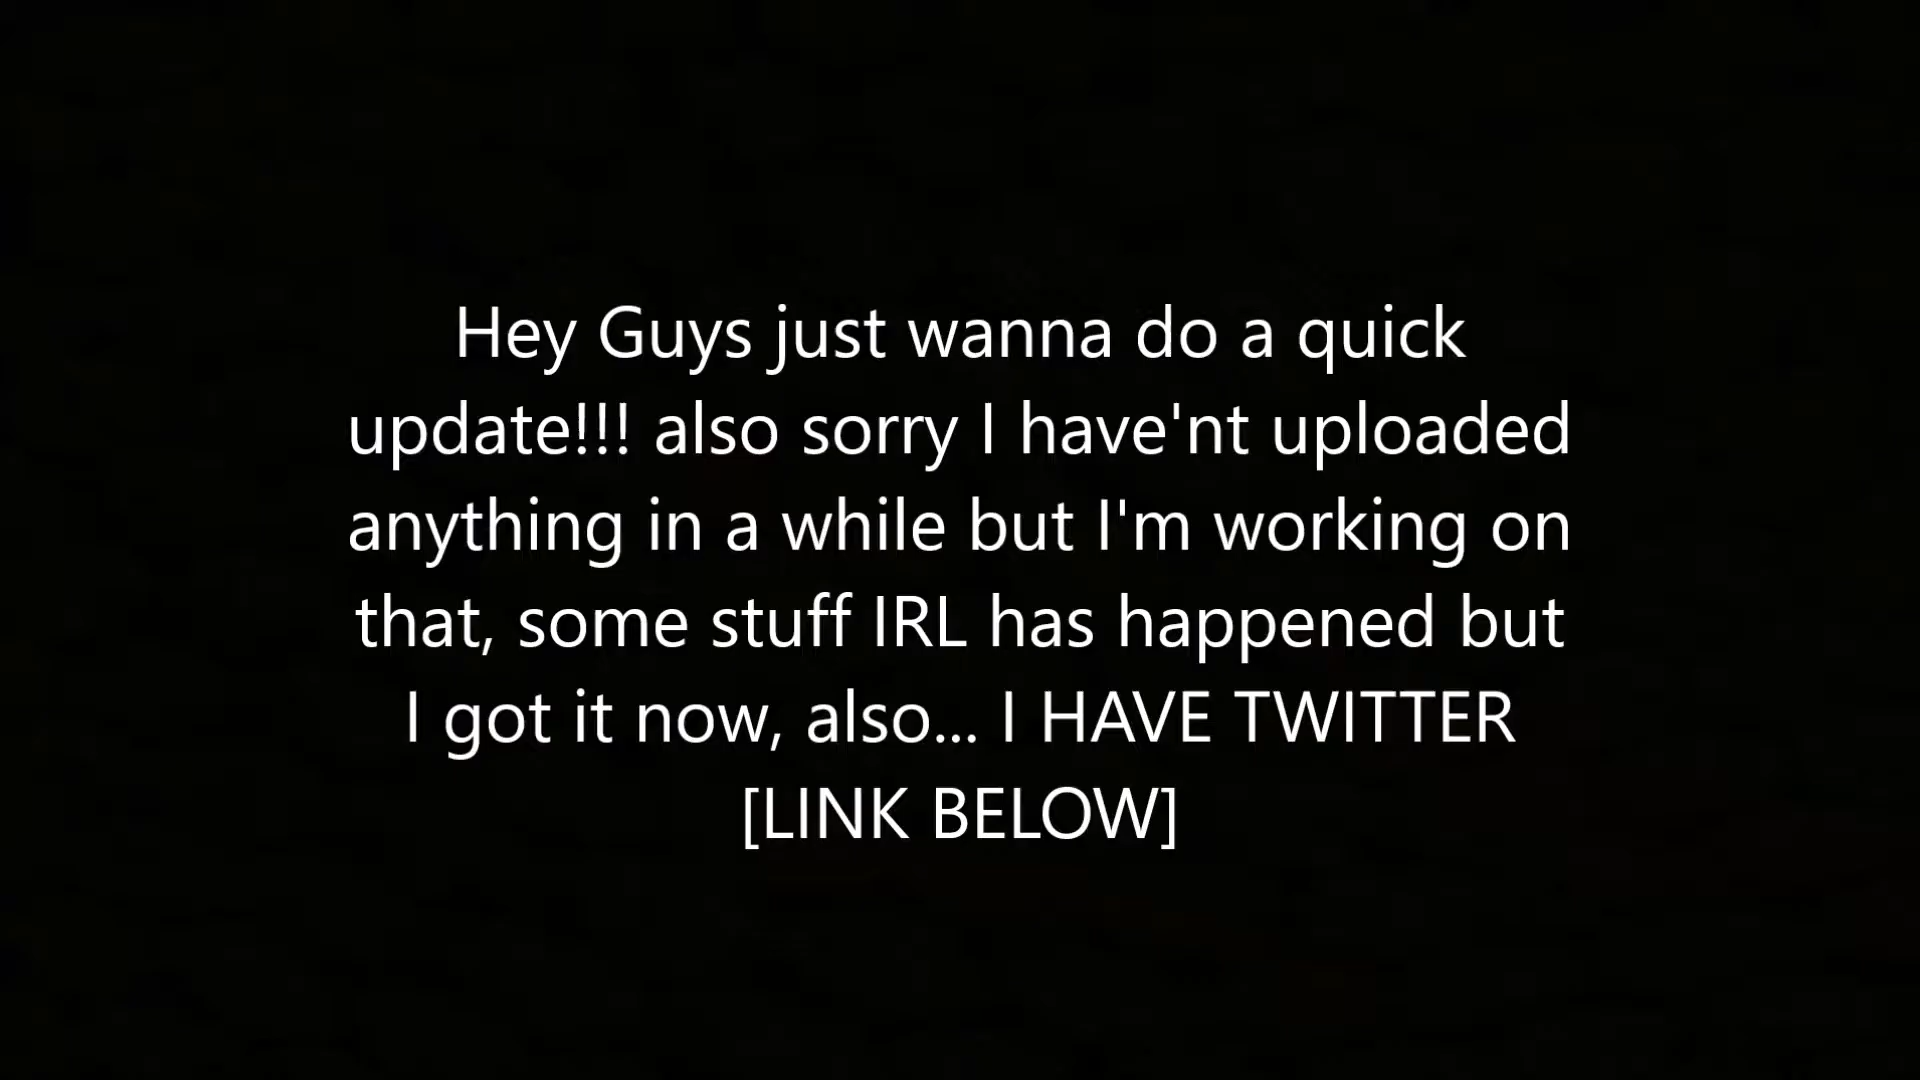 Hey Guys just wanna do a quick
update!!! also sorry I have'nt uploaded
anything in a while but I'm working on
that, some stuff IRL has happened but
I got it now, also... I HAVE TWITTER
[LINK BELOW]